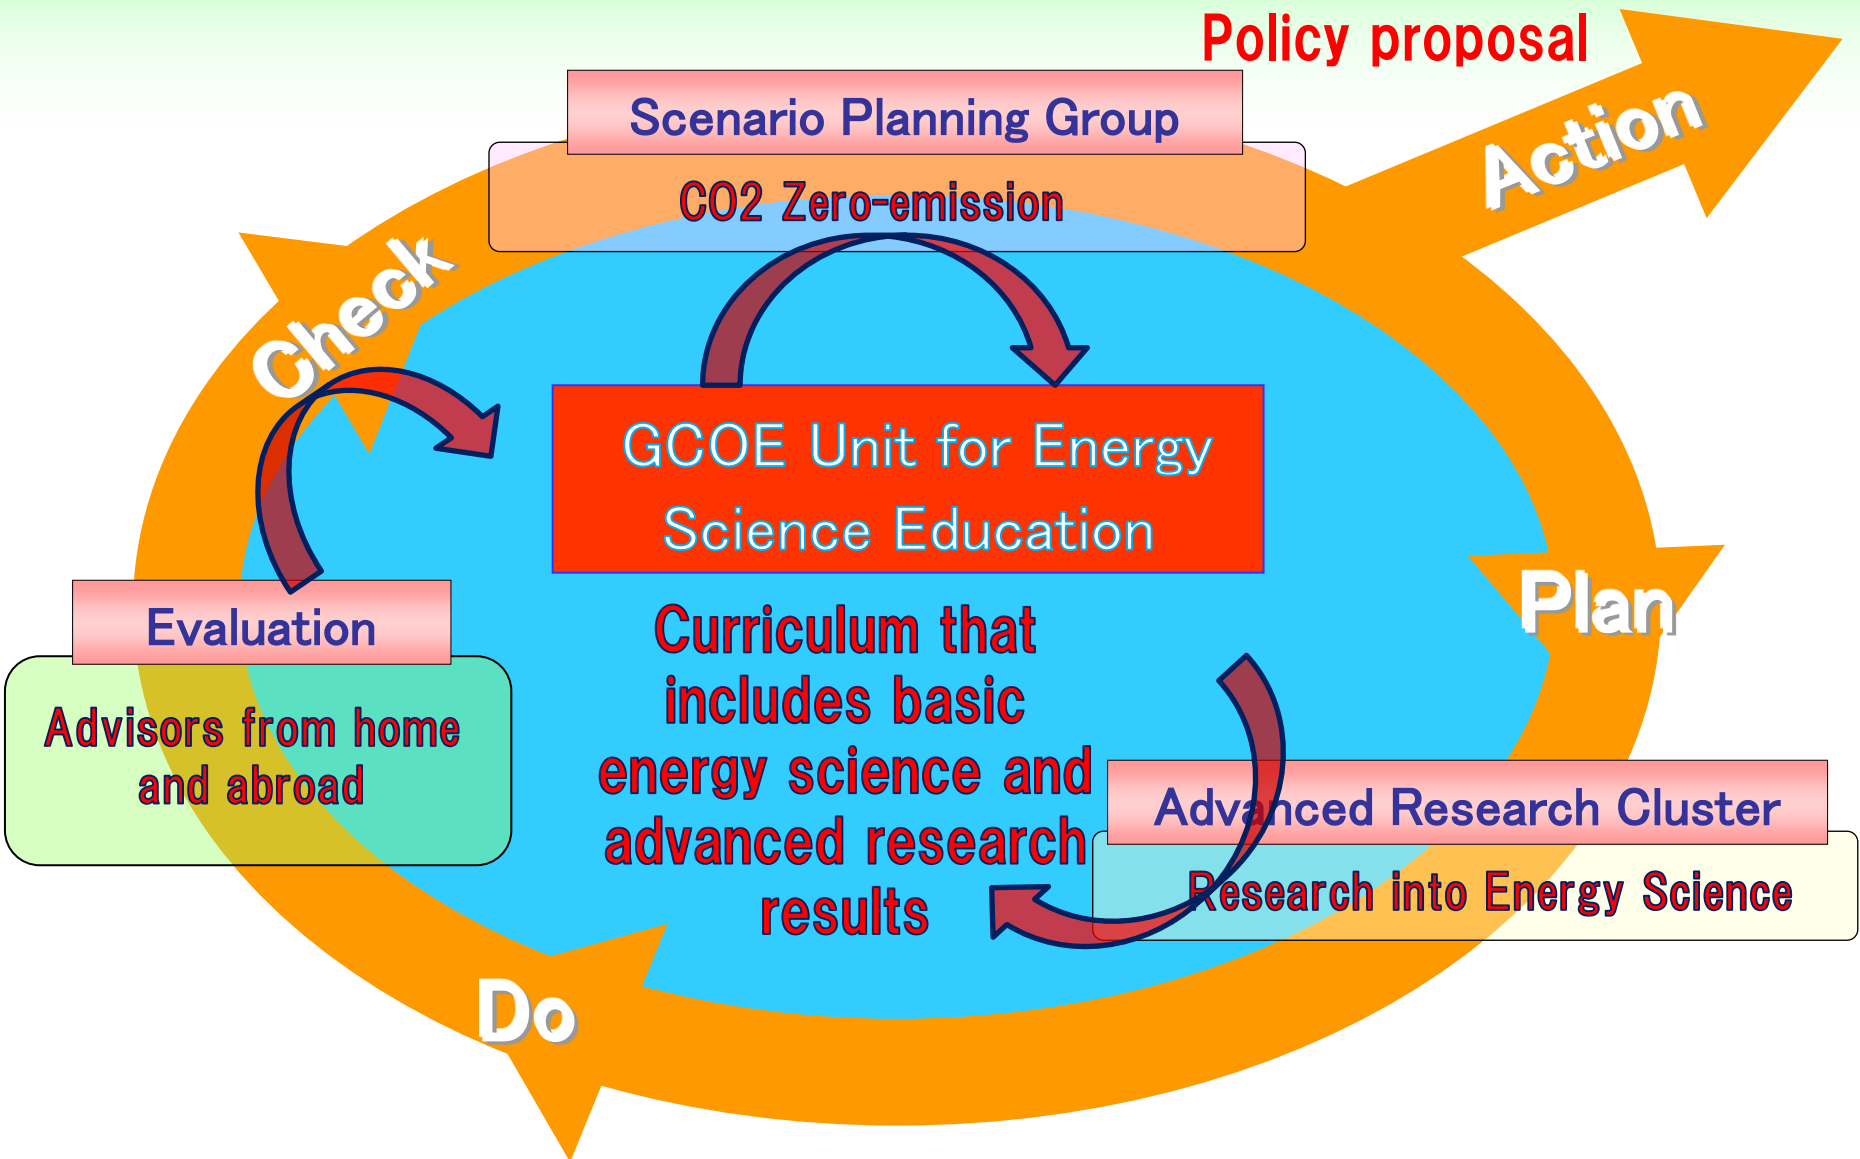 Policy proposal
Scenario Planning Group
CO2 Zero-emission
Action
Check
GCOE Unit for Energy
Science Education
Plan
Evaluation
Advisors from home
and abroad
Curriculum that
includes basic
energy science and
advanced research
results
Advanced Research Cluster
Research into Energy Science
Do